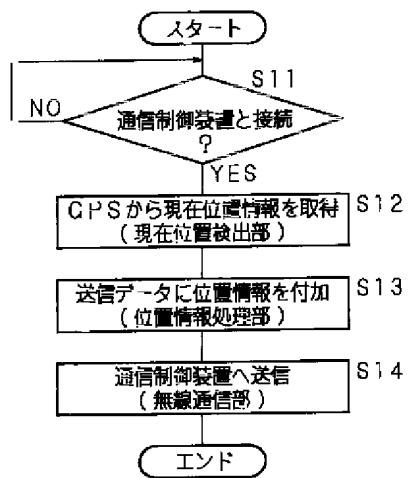 スタート
S11
NO
通信制御装置と接続
?
YES
GPSから現在位置情報を取得
S12
(現在位置検出部)
送信データに位置情報を付加
S13
(位置情報処理部)
通信制御装置へ送信
S14
(無線通信部)
エンド